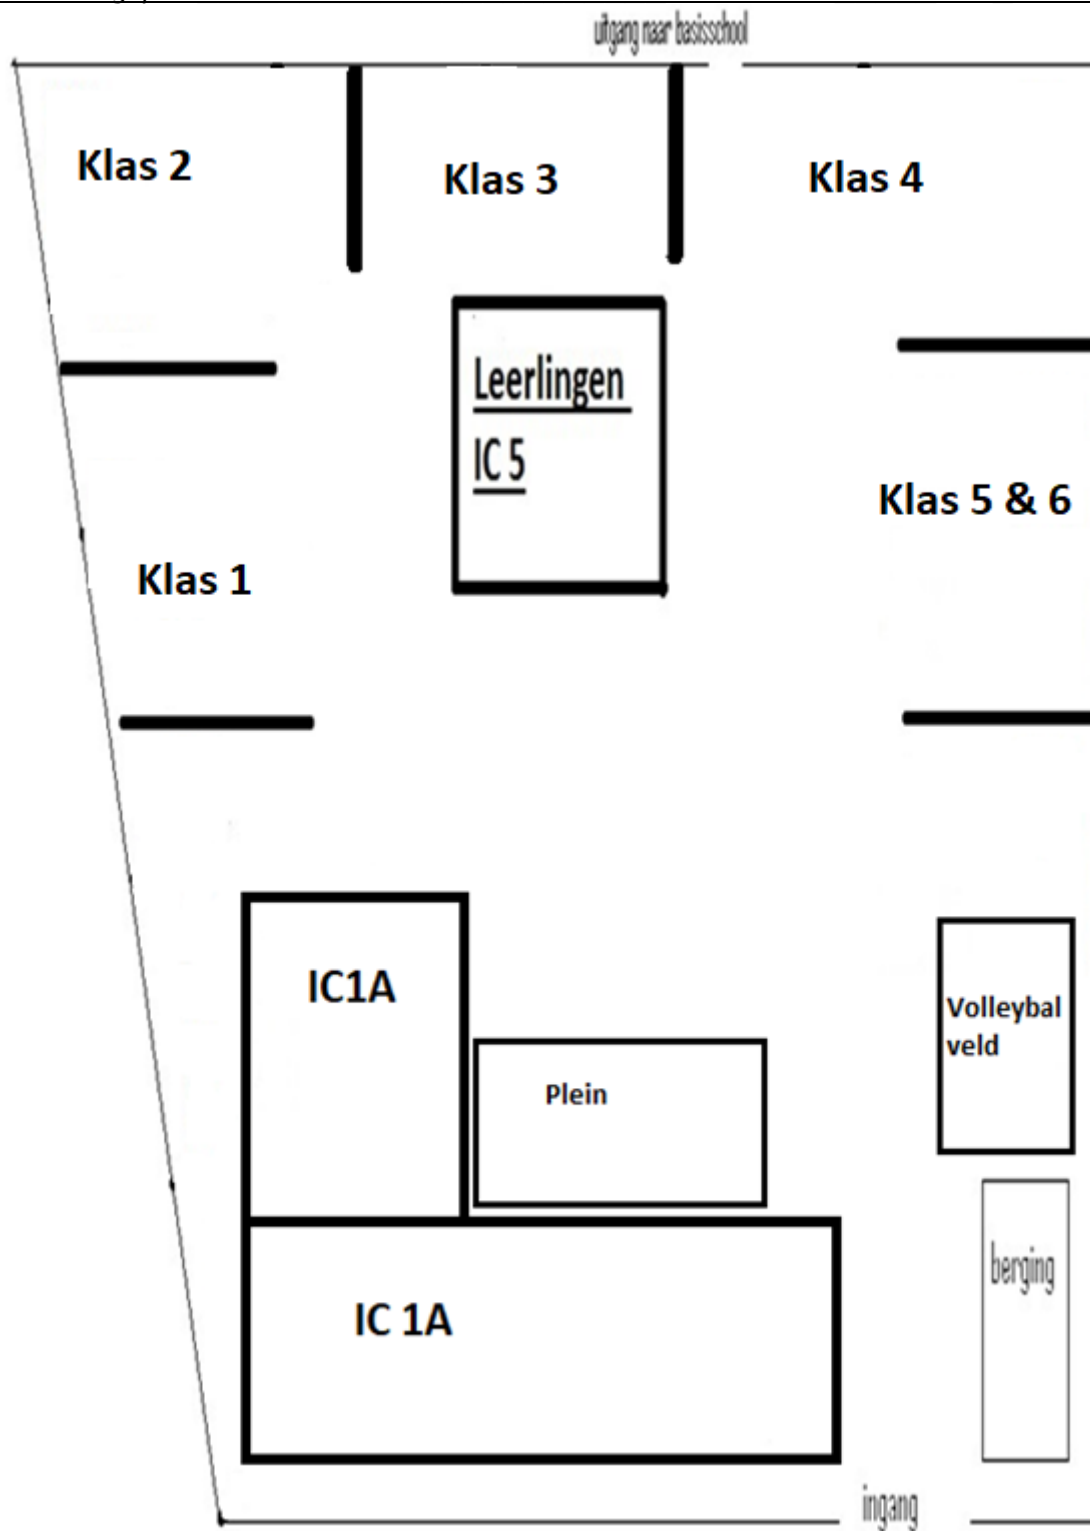 uitgang naar basisschool
Klas 2
Klas 3
Klas 4
Leerlingen
IC 5
Klas 5 & 6
Klas 1
IC1A
Volleybal
veld
Plein
berging
IC 1A
ingang